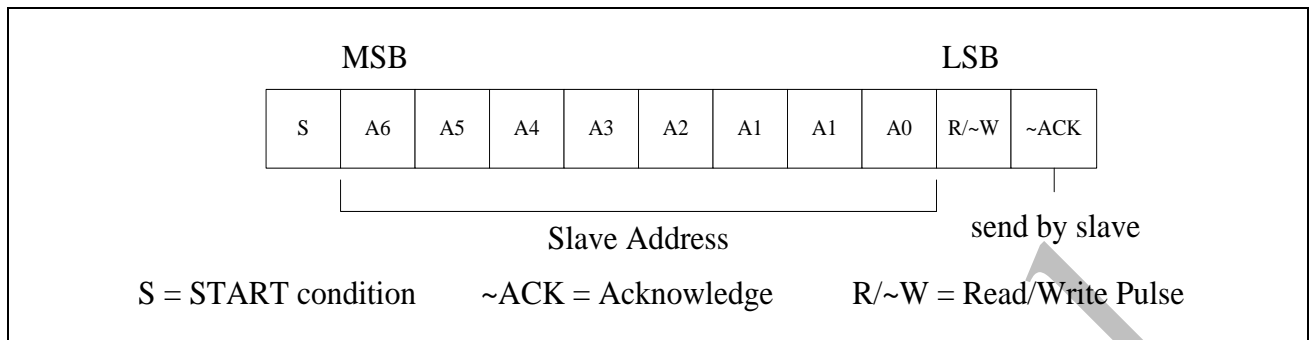 MSB LSB
S A6 A5 A4 A3 A2 A1 A1 A0 R/~W ~ACK
Slave Address send by slave
S = START condition ~ACK = Acknowledge R/~W = Read/Write Pulse